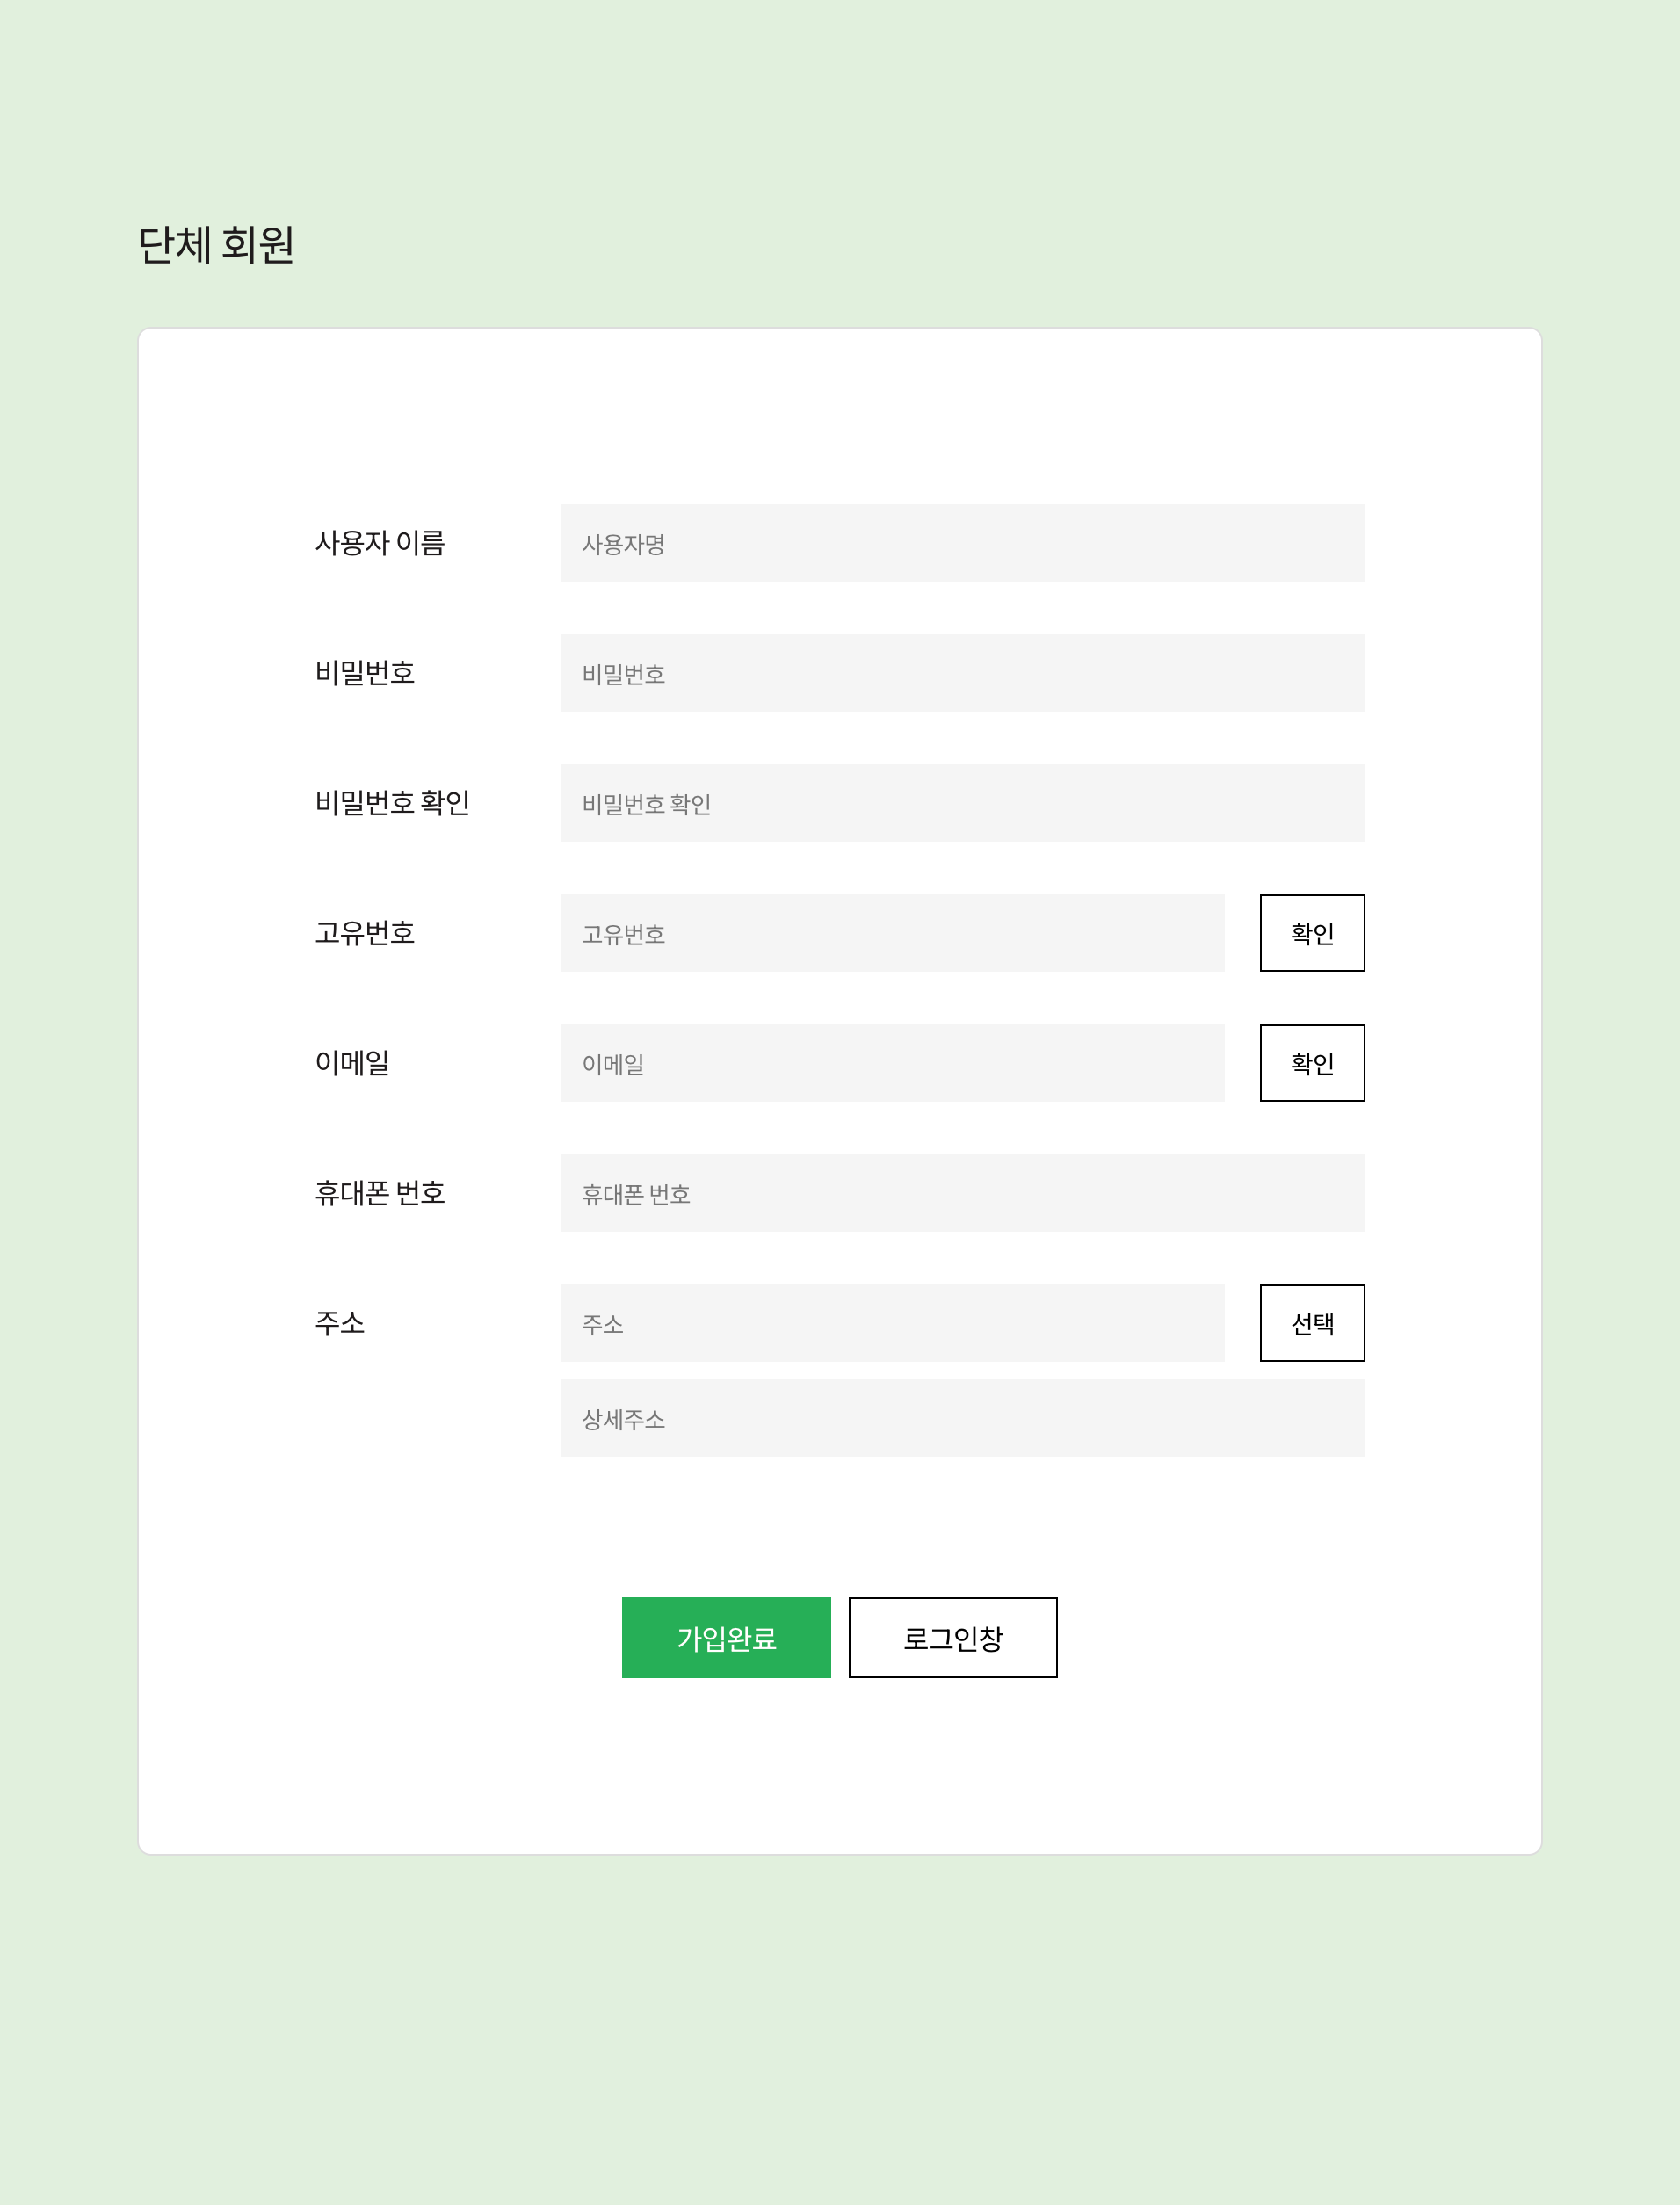 단체 회원
사용자 이름 사용자명
비밀번호 비밀번호
비밀번호 확인 비밀번호 확인
고유번호 고유번호 확인
이메일 이메일 확인
휴대폰 번호 휴대폰 번호
주소 주소 선택
상세주소
가입완료 로그인창